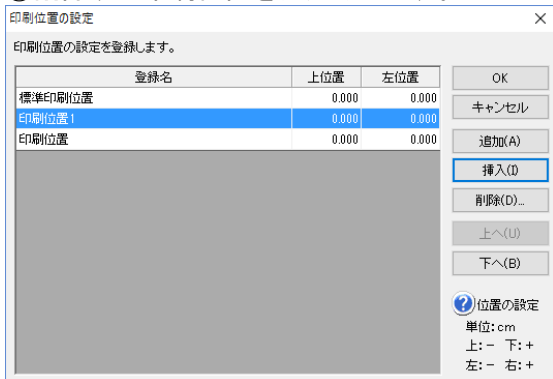 印刷位置の設定
印刷位置の設定を登録します。
登録名 上位置 左位置
標準印刷位置 0.000 0.000
印刷位置1 0.000 0.000
印刷位置 0.000 0.000
OK
キャンセル
追加(A)
挿入(I)
削除(D)...
上へ(U)
下へ(B)
位置の設定
単位:cm
上:- 下:+
左:- 右:+